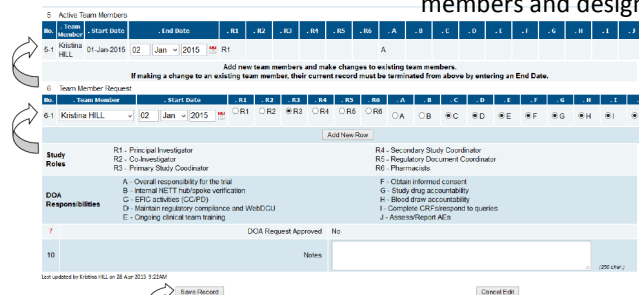 members and design
5 Active Team Members
No. . Team Member . Start Date . End Date . R1 . R2 . R3 . R4 . R5 . R6 . A . B . C . D . E . F . G . H . I . J
5-1 Kristina HILL 01-Jan-2015 02 Jan 2015 R1 A
Add new team members and make changes to existing team members.
If making a change to an existing team member, their current record must be terminated from above by entering an End Date.
6 Team Member Request
No. . Team Member . Start Date . R1 . R2 . R3 . R4 . R5 . R6 . A . B . C . D . E . F . G . H . I
6-1 Kristina HILL 02 Jan 2015 R1 R2 R3 R4 R5 R6 A B C D E F G H I
Add New Row
Study Roles
R1 - Principal Investigator
R2 - Co-Investigator
R3 - Primary Study Coodinator
R4 - Secondary Study Coordinator
R5 - Regulatory Document Coordinator
R6 - Pharmacists
DOA Responsibilities
A - Overall responsibility for the trial
B - Internal NETT hub/spoke verification
C - EFIC activities (CC/PD)
D - Maintain regulatory compliance and WebDCU
E - Ongoing clinical team training
F - Obtain informed consent
G - Study drug accountability
H - Blood draw accountability
I - Complete CRFs/respond to queries
J - Assess/Report AEs
7 DOA Request Approved No
10 Notes
(250 char.)
Last updated by Kristina HILL on 28-Apr-2015 9:22AM
Save Record Cancel Edit